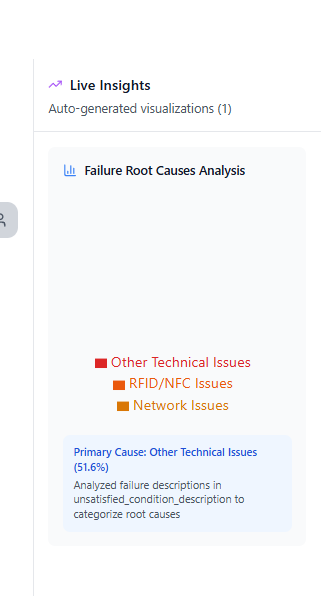 Live Insights
Auto-generated visualizations (1)
Failure Root Causes Analysis
Other Technical Issues
RFID/NFC Issues
Network Issues
Primary Cause: Other Technical Issues
(51.6%)
Analyzed failure descriptions in
unsatisfied_condition_description to
categorize root causes